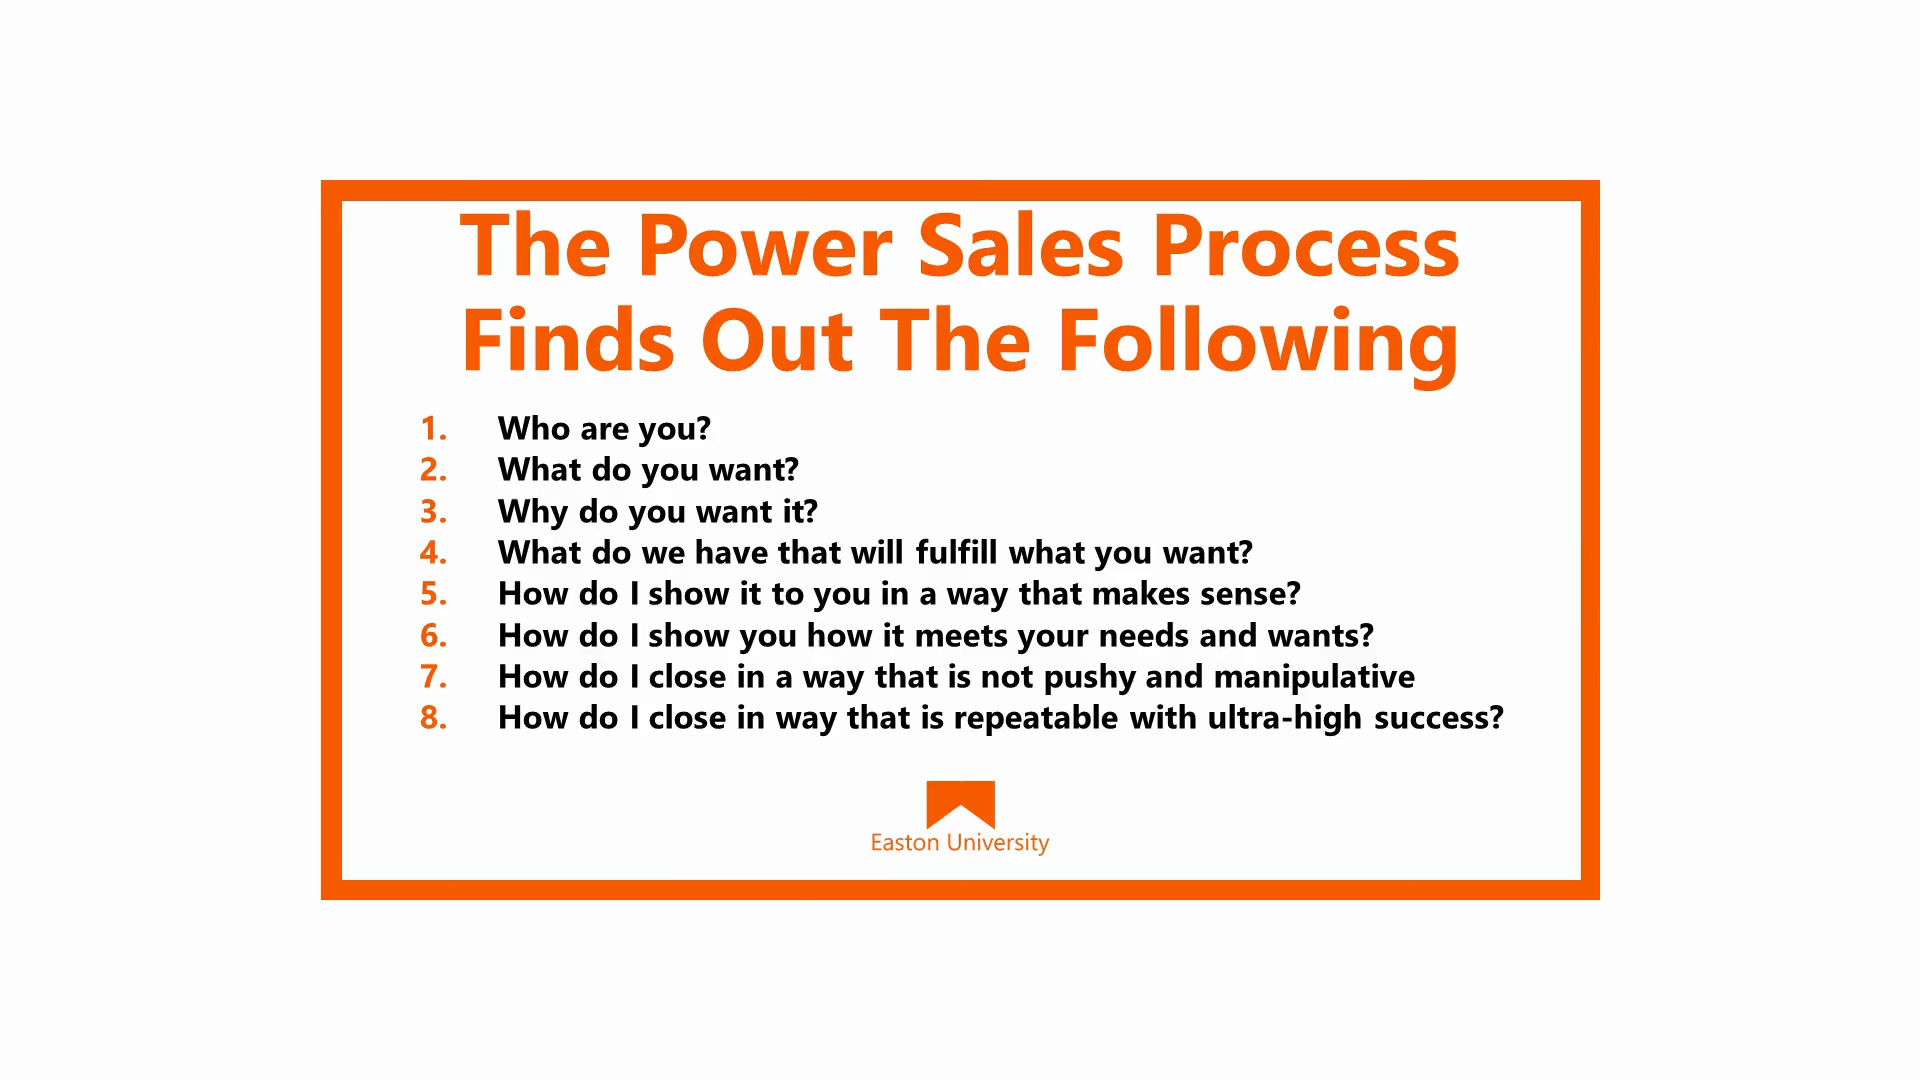 The Power Sales Process
Finds Out The Following
1. Who are you?
2. What do you want?
3. Why do you want it?
4. What do we have that will fulfill what you want?
5. How do I show it to you in a way that makes sense?
6. How do I show you how it meets your needs and wants?
7. How do I close in a way that is not pushy and manipulative
8. How do I close in way that is repeatable with ultra-high success?
Easton University